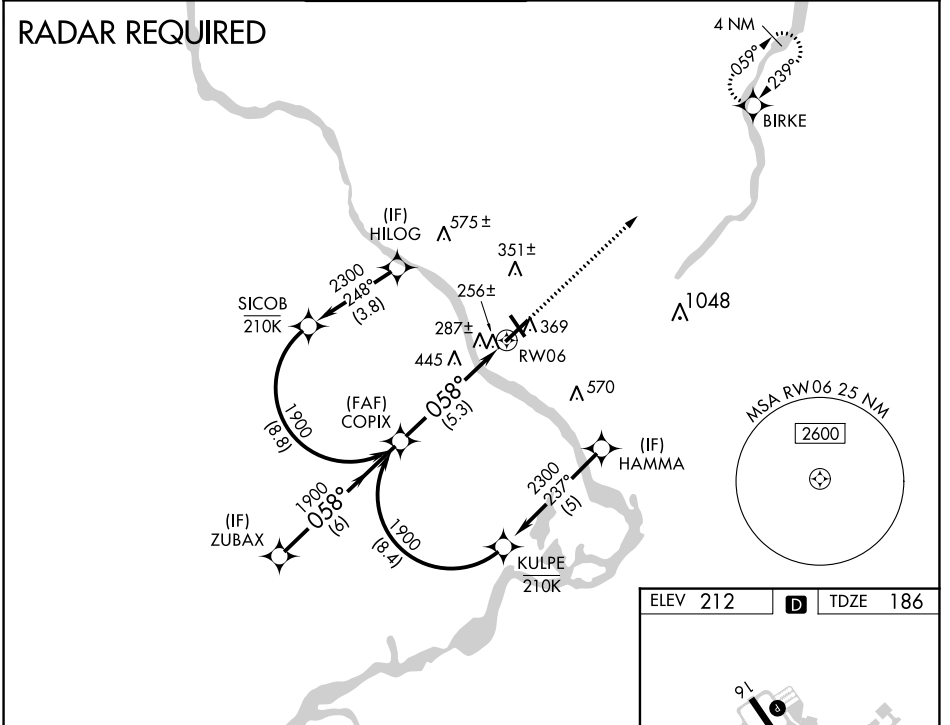 RADAR REQUIRED
4 NM
059°
239°
BIRKE
(IF)
HILOG
575±
351±
2300
248°
(3.8)
SICOB
210K
256±
1048
287±
369
445
RW06
570
(FAF)
COPIX
058°
(5.3)
1900
(8.8)
MSA RW06 25 NM
2600
(IF)
HAMMA
2300
237°
(5)
1900
058°
(6)
(IF)
ZUBAX
1900
(8.4)
KULPE
210K
ELEV 212 D TDZE 186
16
P